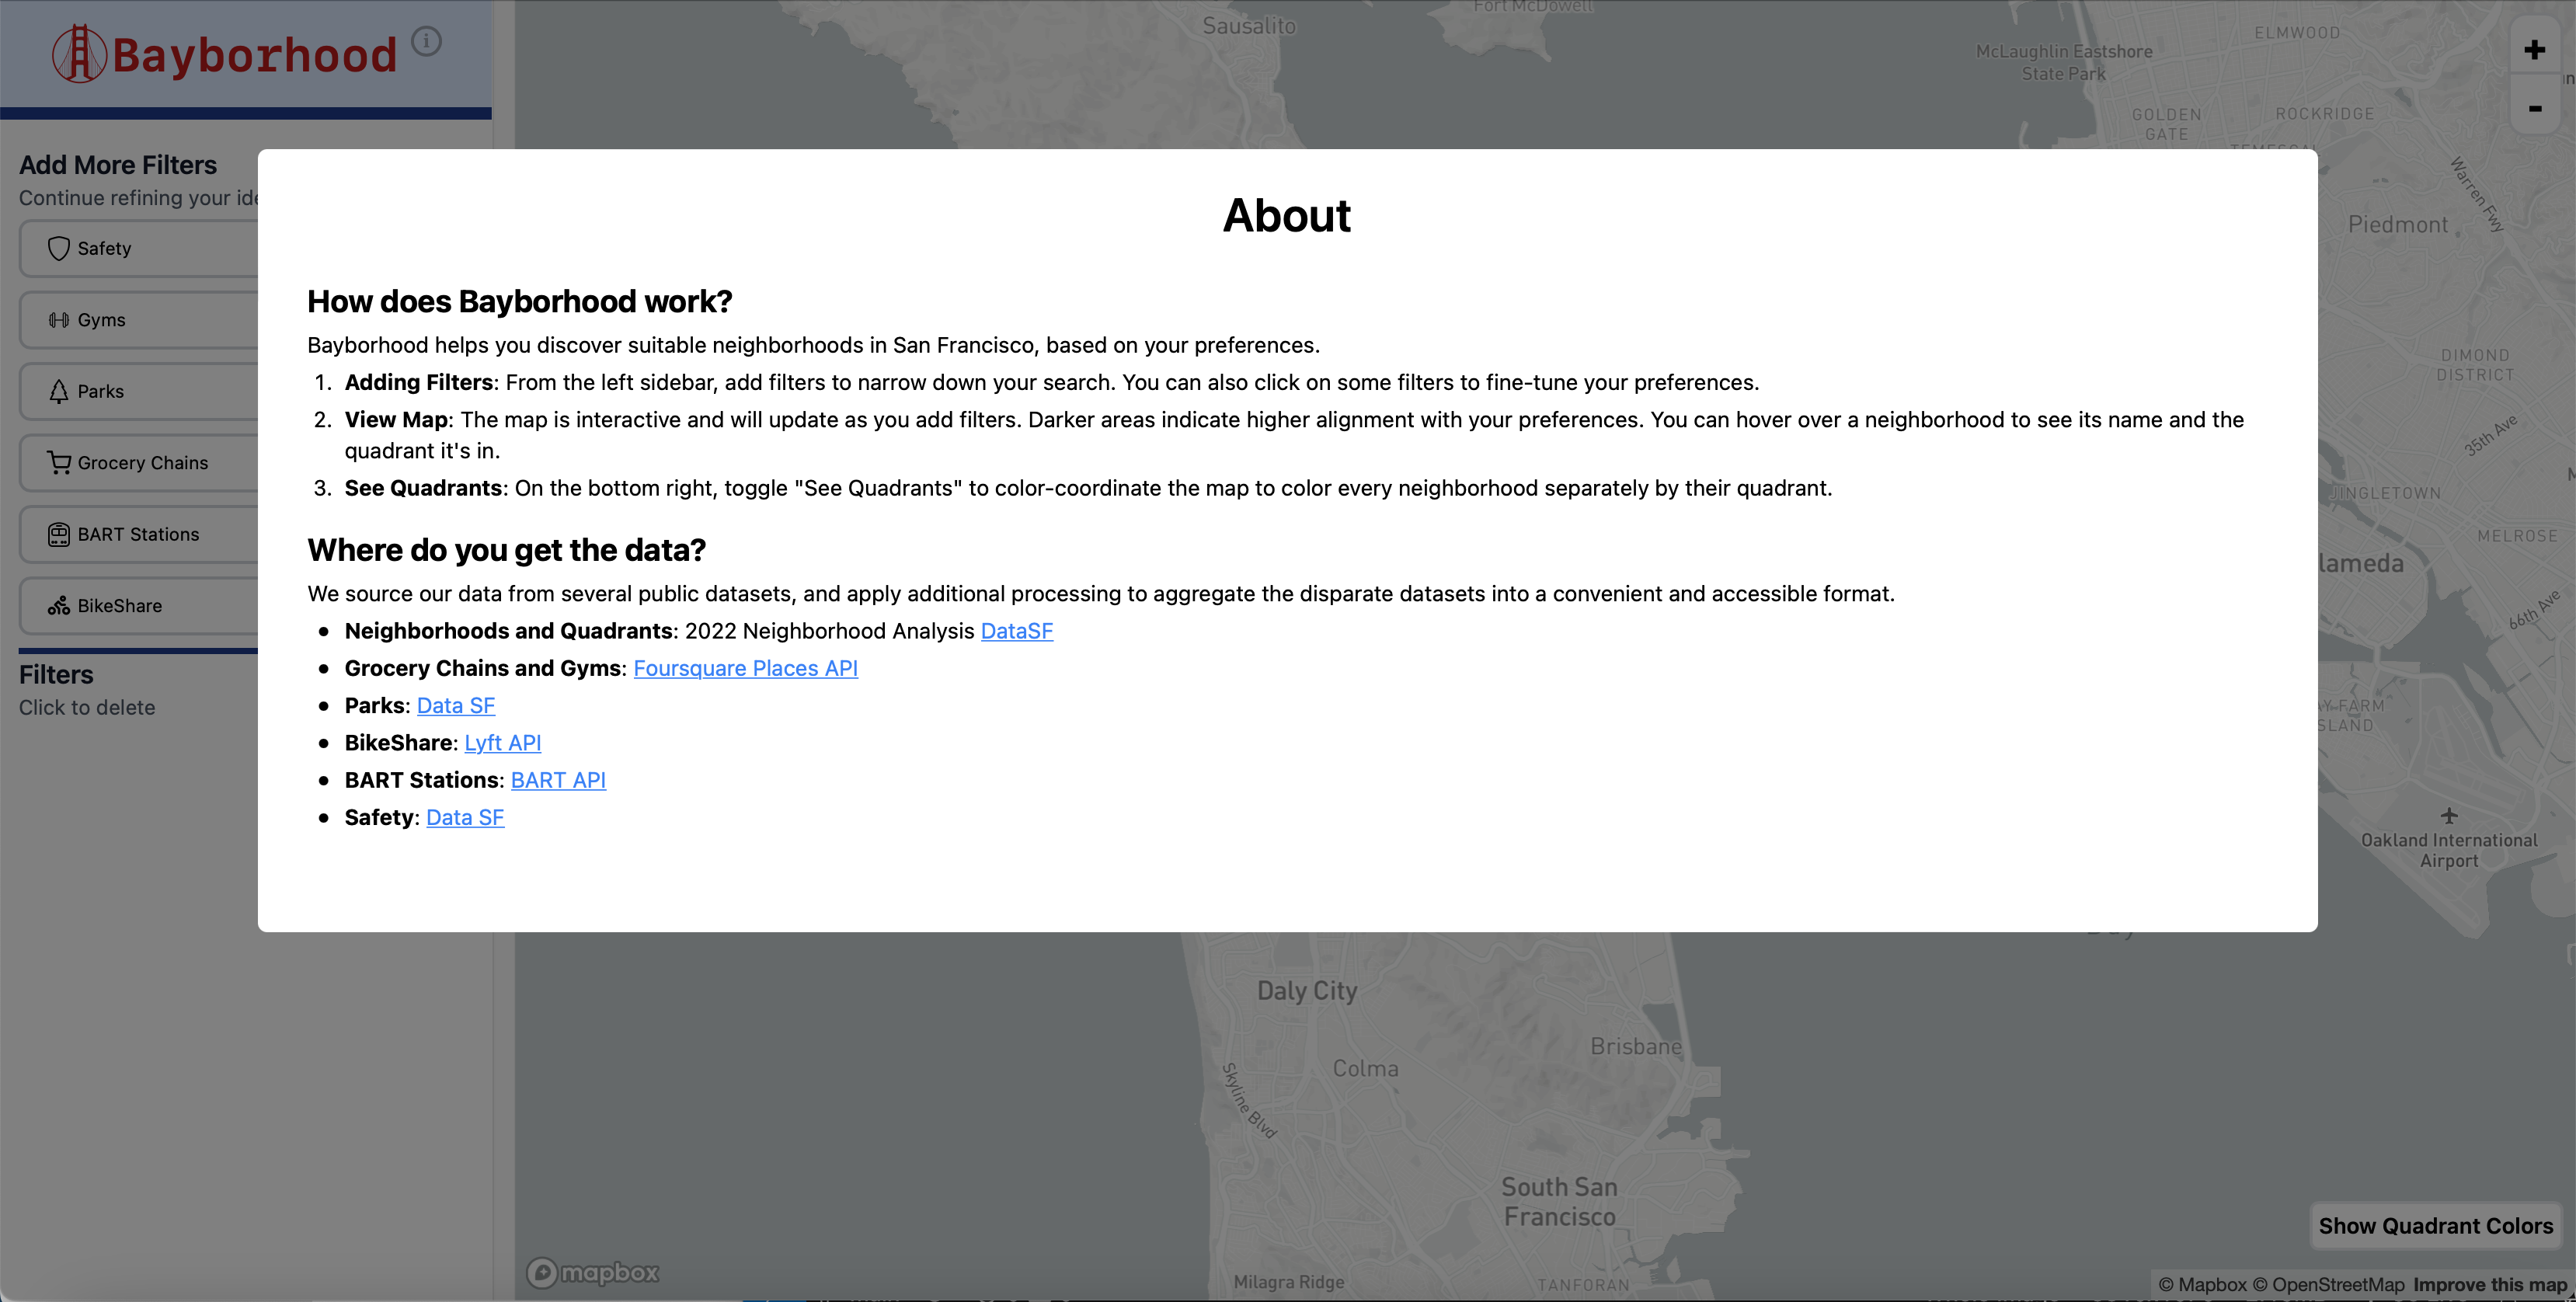 Bayborhood
Add More Filters
Continue refining your
Safety
Gyms
Parks
Grocery Chains
BART Stations
BikeShare
Filters
Click to delete
About
How does Bayborhood work?
Bayborhood helps you discover suitable neighborhoods in San Francisco, based on your preferences.
1. Adding Filters: From the left sidebar, add filters to narrow down your search. You can also click on some filters to fine-tune your preferences.
2. View Map: The map is interactive and will update as you add filters. Darker areas indicate higher alignment with your preferences. You can hover over a neighborhood to see its name and the
quadrant it's in.
3. See Quadrants: On the bottom right, toggle "See Quadrants" to color-coordinate the map to color every neighborhood separately by their quadrant.
Where do you get the data?
We source our data from several public datasets, and apply additional processing to aggregate the disparate datasets into a convenient and accessible format.
• Neighborhoods and Quadrants: 2022 Neighborhood Analysis DataSF
• Grocery Chains and Gyms: Foursquare Places API
• Parks: Data SF
• BikeShare: Lyft API
• BART Stations: BART API
• Safety: Data SF
Fort McDowell
Sausalito
ELMWOOD
McLaughlin Eastshore
State Park
GOLDEN
GATE
ROCKRIDGE
TEMESCAL
Warren Fwy
Piedmont
DIMOND
DISTRICT
35th Ave
JINGLETOWN
MELROSE
lameda
66th Ave
AY FARM
SLAND
Oakland International
Airport
Daly City
Brisbane
Colma
Skyline Blvd
South San
Francisco
Milagra Ridge
TANFORAN
+
-
Show Quadrant Colors
mapbox
© Mapbox © OpenStreetMap Improve this map